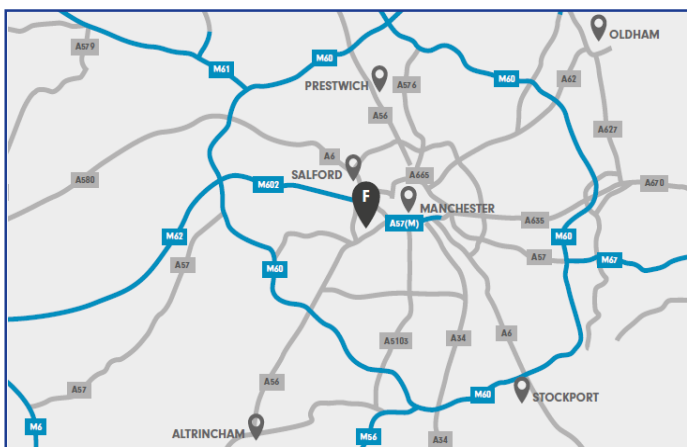 OLDHAM
A579
M60
M61
PRESTWICH
M60
A576
A62
A56
A627
A6
SALFORD
A665
A580
M602
A670
F
MANCHESTER
A57(M)
A635
M62
M60
A57
A57
M67
M60
A5103
A34
A6
A56
A57
M60
STOCKPORT
M6
ALTRINCHAM
M56
A34